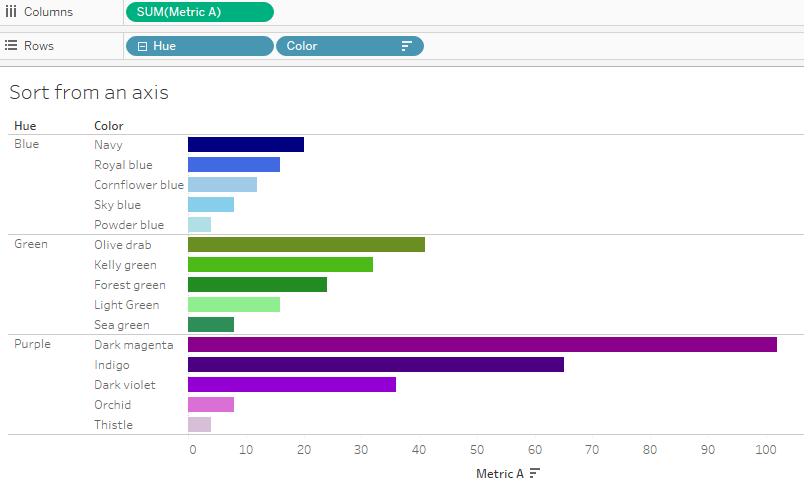 Columns SUM(Metric A)
Rows Hue Color
Sort from an axis
Hue Color
Blue Navy
Royal blue
Cornflower blue
Sky blue
Powder blue
Green Olive drab
Kelly green
Forest green
Light Green
Sea green
Purple Dark magenta
Indigo
Dark violet
Orchid
Thistle
0 10 20 30 40 50 60 70 80 90 100
Metric A